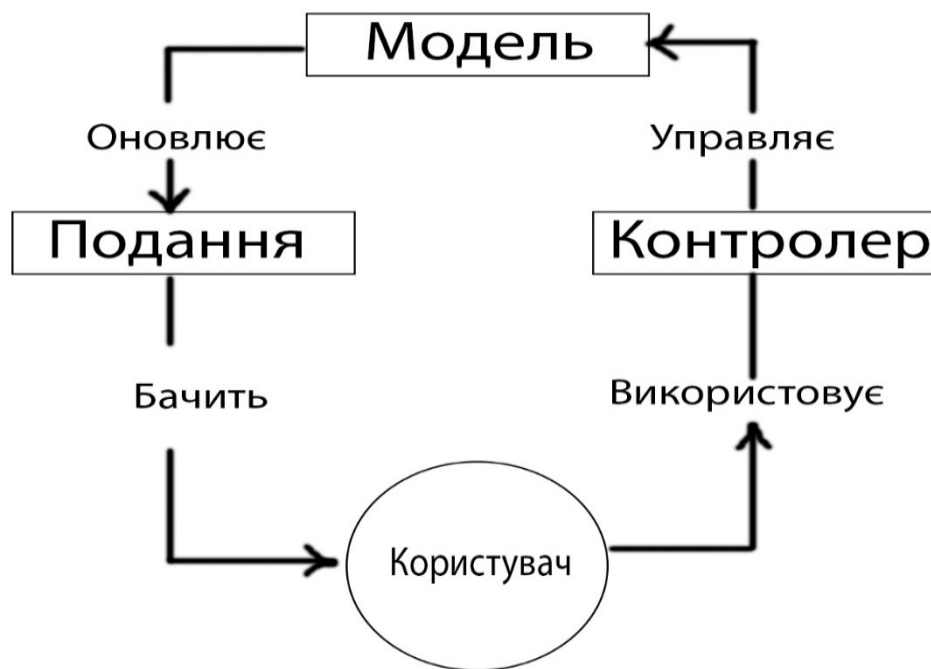 Модель
Оновлює
Управляє
Подання
Контролер
Бачить
Використовує
Користувач